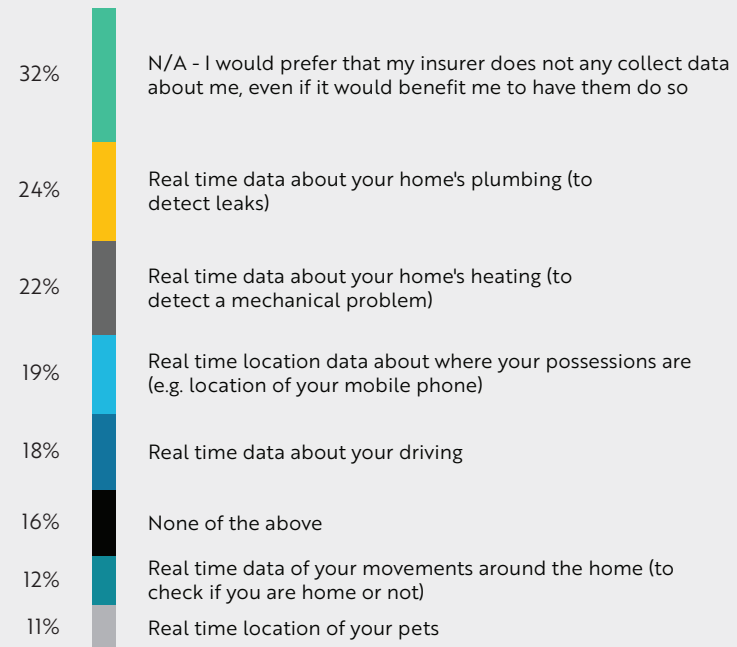 32%
N/A - I would prefer that my insurer does not any collect data
about me, even if it would benefit me to have them do so
24%
Real time data about your home's plumbing (to
detect leaks)
22%
Real time data about your home's heating (to
detect a mechanical problem)
19%
Real time location data about where your possessions are
(e.g. location of your mobile phone)
18%
Real time data about your driving
16%
None of the above
12%
Real time data of your movements around the home (to
check if you are home or not)
11%
Real time location of your pets